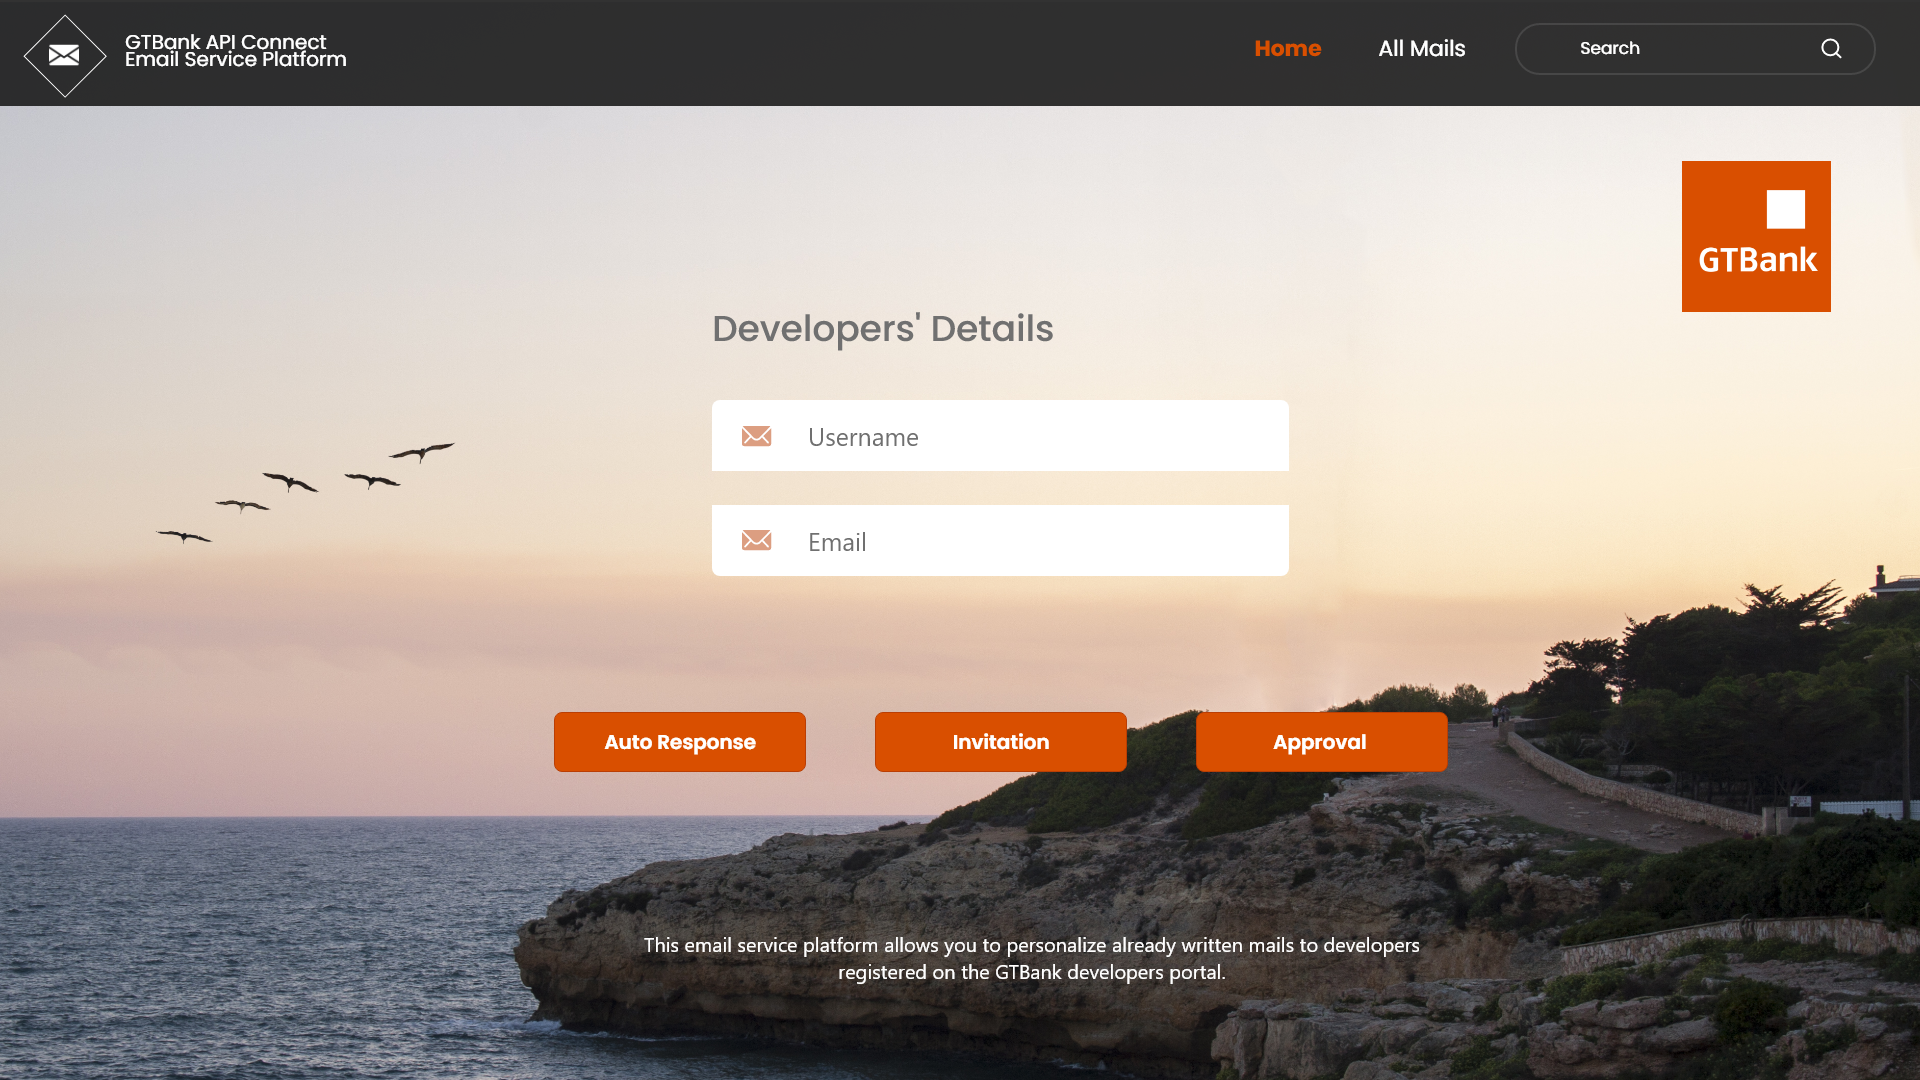 GTBank API Connect
Email Service Platform
Home
All Mails
Search
GTBank
Developers' Details
Username
Email
Auto Response
Invitation
Approval
This email service platform allows you to personalize already written mails to developers
registered on the GTBank developers portal.